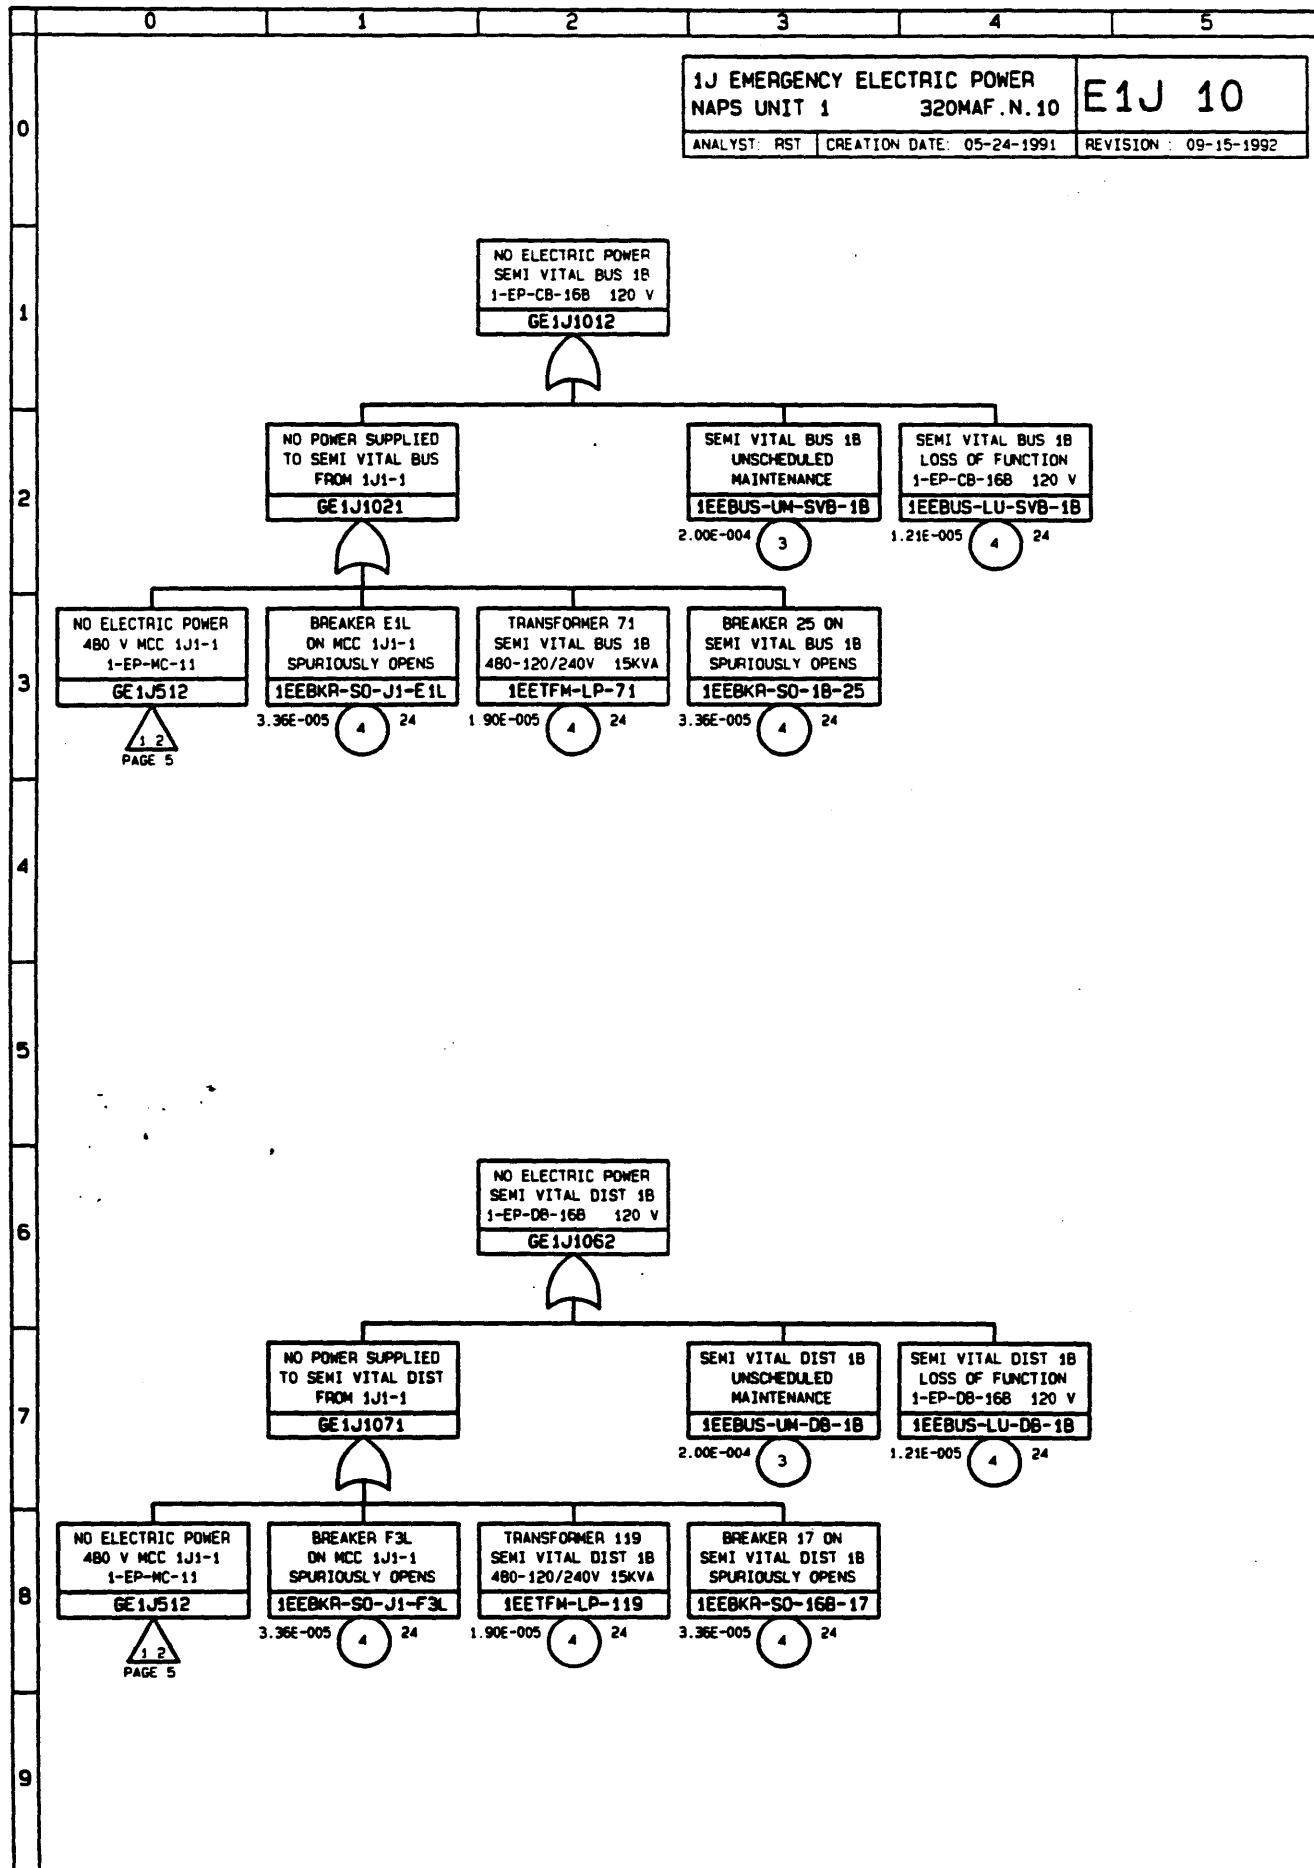 0 1 2 3 4 5
1J EMERGENCY ELECTRIC POWER
NAPS UNIT 1 320MAF.N.10
E1J 10
ANALYST: RST CREATION DATE: 05-24-1991 REVISION : 09-15-1992
0
NO ELECTRIC POWER
SEMI VITAL BUS 1B
1-EP-CB-16B 120 V
GE1J1012
1
NO POWER SUPPLIED
TO SEMI VITAL BUS
FROM 1J1-1
GE1J1021
SEMI VITAL BUS 1B
UNSCHEDULED
MAINTENANCE
1EEBUS-UM-SVB-1B
2.00E-004 3
SEMI VITAL BUS 1B
LOSS OF FUNCTION
1-EP-CB-16B 120 V
1EEBUS-LU-SVB-1B
1.21E-005 4 24
2
NO ELECTRIC POWER
480 V MCC 1J1-1
1-EP-MC-11
GE1J512
1 2
PAGE 5
BREAKER E1L
ON MCC 1J1-1
SPURIOUSLY OPENS
1EEBKR-SO-J1-E1L
3.36E-005 4 24
TRANSFORMER 71
SEMI VITAL BUS 1B
480-120/240V 15KVA
1EETFM-LP-71
1.90E-005 4 24
BREAKER 25 ON
SEMI VITAL BUS 1B
SPURIOUSLY OPENS
1EEBKR-SO-1B-25
3.36E-005 4 24
3
4
5
NO ELECTRIC POWER
SEMI VITAL DIST 1B
1-EP-DB-16B 120 V
GE1J1062
6
NO POWER SUPPLIED
TO SEMI VITAL DIST
FROM 1J1-1
GE1J1071
SEMI VITAL DIST 1B
UNSCHEDULED
MAINTENANCE
1EEBUS-UM-DB-1B
2.00E-004 3
SEMI VITAL DIST 1B
LOSS OF FUNCTION
1-EP-DB-16B 120 V
1EEBUS-LU-DB-1B
1.21E-005 4 24
7
NO ELECTRIC POWER
480 V MCC 1J1-1
1-EP-MC-11
GE1J512
1 2
PAGE 5
BREAKER F3L
ON MCC 1J1-1
SPURIOUSLY OPENS
1EEBKR-SO-J1-F3L
3.36E-005 4 24
TRANSFORMER 119
SEMI VITAL DIST 1B
480-120/240V 15KVA
1EETFM-LP-119
1.90E-005 4 24
BREAKER 17 ON
SEMI VITAL DIST 1B
SPURIOUSLY OPENS
1EEBKR-SO-16B-17
3.36E-005 4 24
8
9